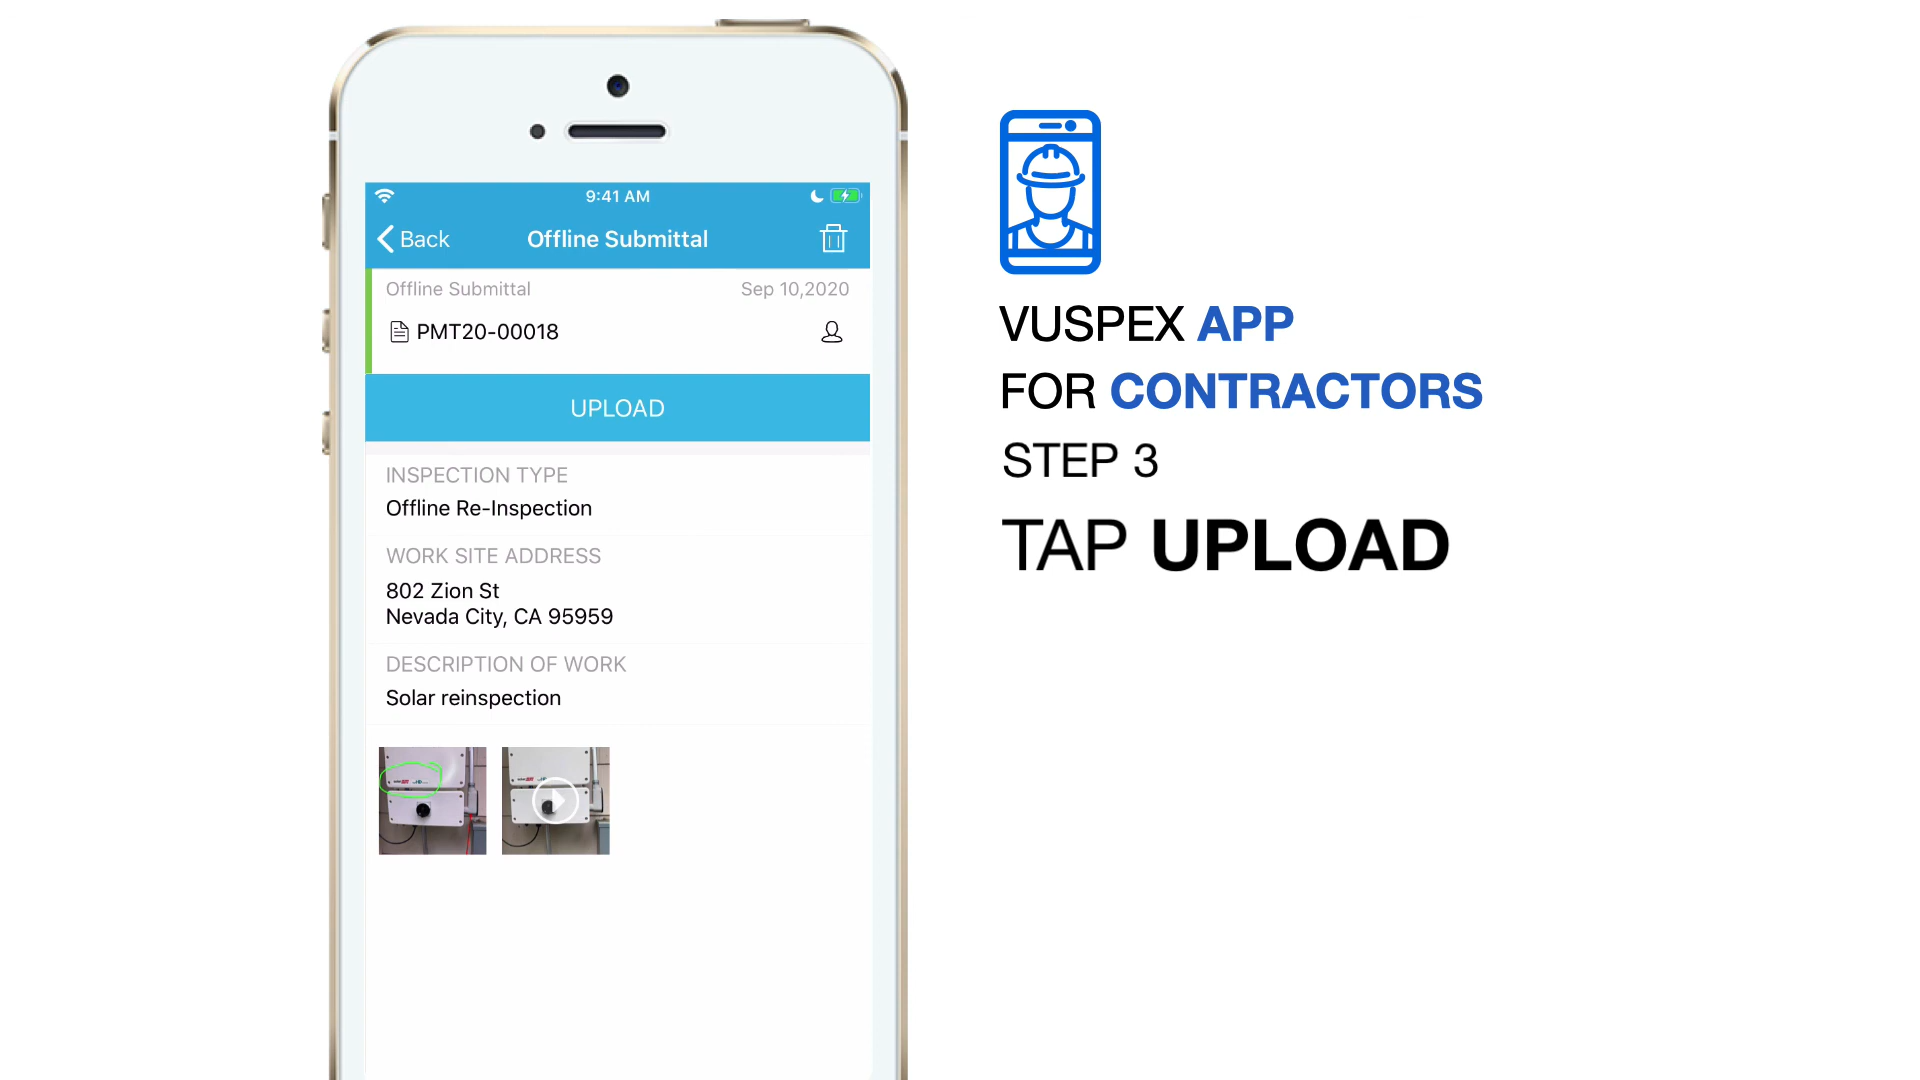 9:41 AM
Back
Offline Submittal
Offline Submittal
Sep 10,2020
PMT20-00018
UPLOAD
INSPECTION TYPE
Offline Re-Inspection
WORK SITE ADDRESS
802 Zion St
Nevada City, CA 95959
DESCRIPTION OF WORK
Solar reinspection
VUSPEX APP
FOR CONTRACTORS
STEP 3
TAP UPLOAD